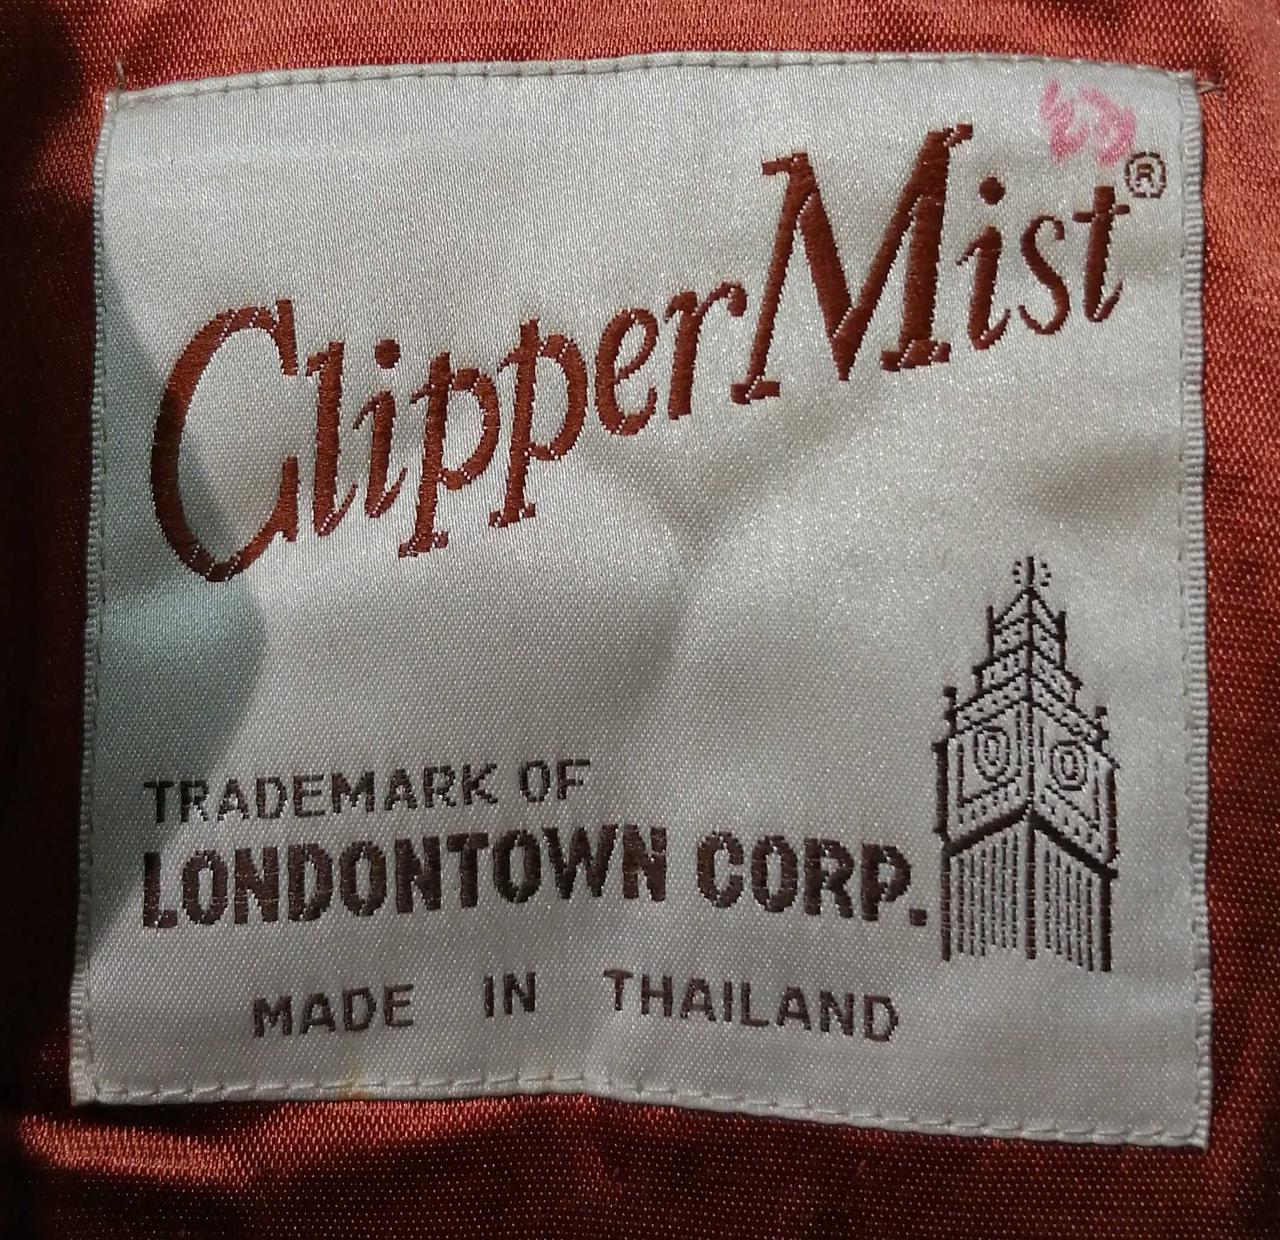 ClipperMist®
TRADEMARK OF
LONDONTOWN CORP.
MADE IN THAILAND